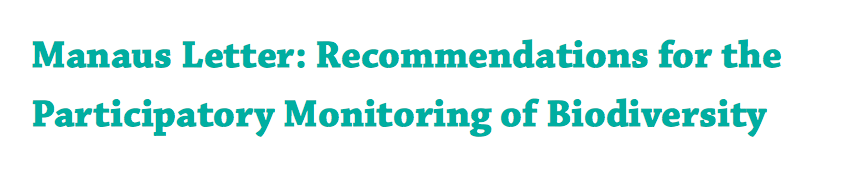 Manaus Letter: Recommendations for the
Participatory Monitoring of Biodiversity